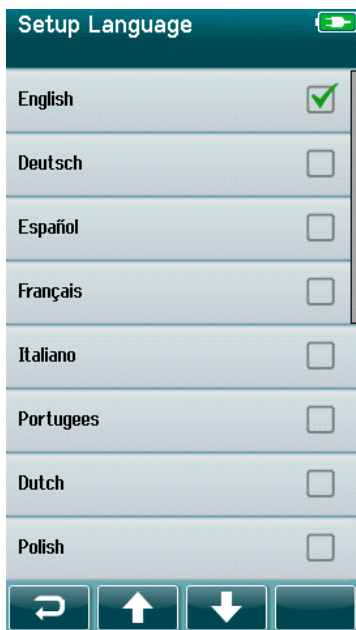 Setup Language
English
Deutsch
Español
Français
Italiano
Portugees
Dutch
Polish